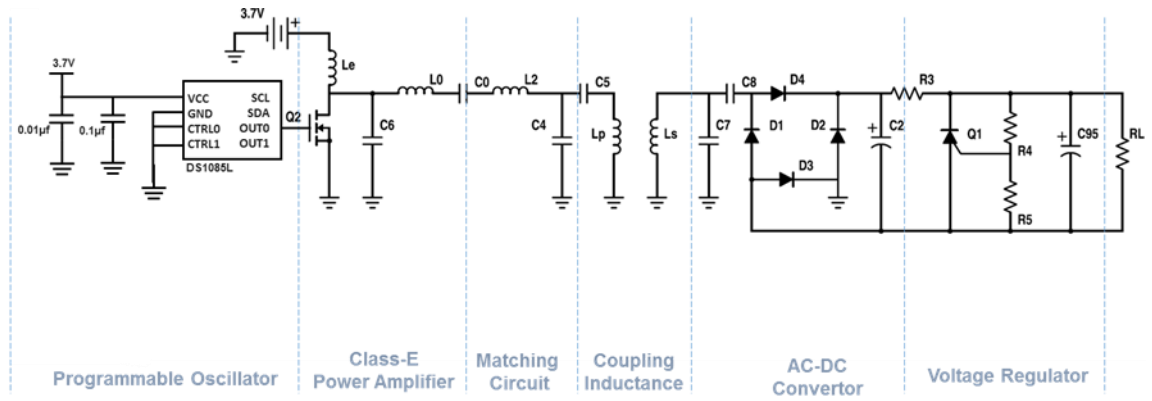 3.7V
3.7V
Le
L0
C0
L2
C5
C8
D4
R3
VCC
SCL
GND
SDA
CTRL0
OUT0
CTRL1
OUT1
DS1085L
0.01µf
0.1µf
Q2
C6
C4
Lp
Ls
C7
D1
D2
D3
C2
Q1
R4
R5
C95
RL
+
+
+
Programmable Oscillator
Class-E
Power Amplifier
Matching
Circuit
Coupling
Inductance
AC-DC
Convertor
Voltage Regulator